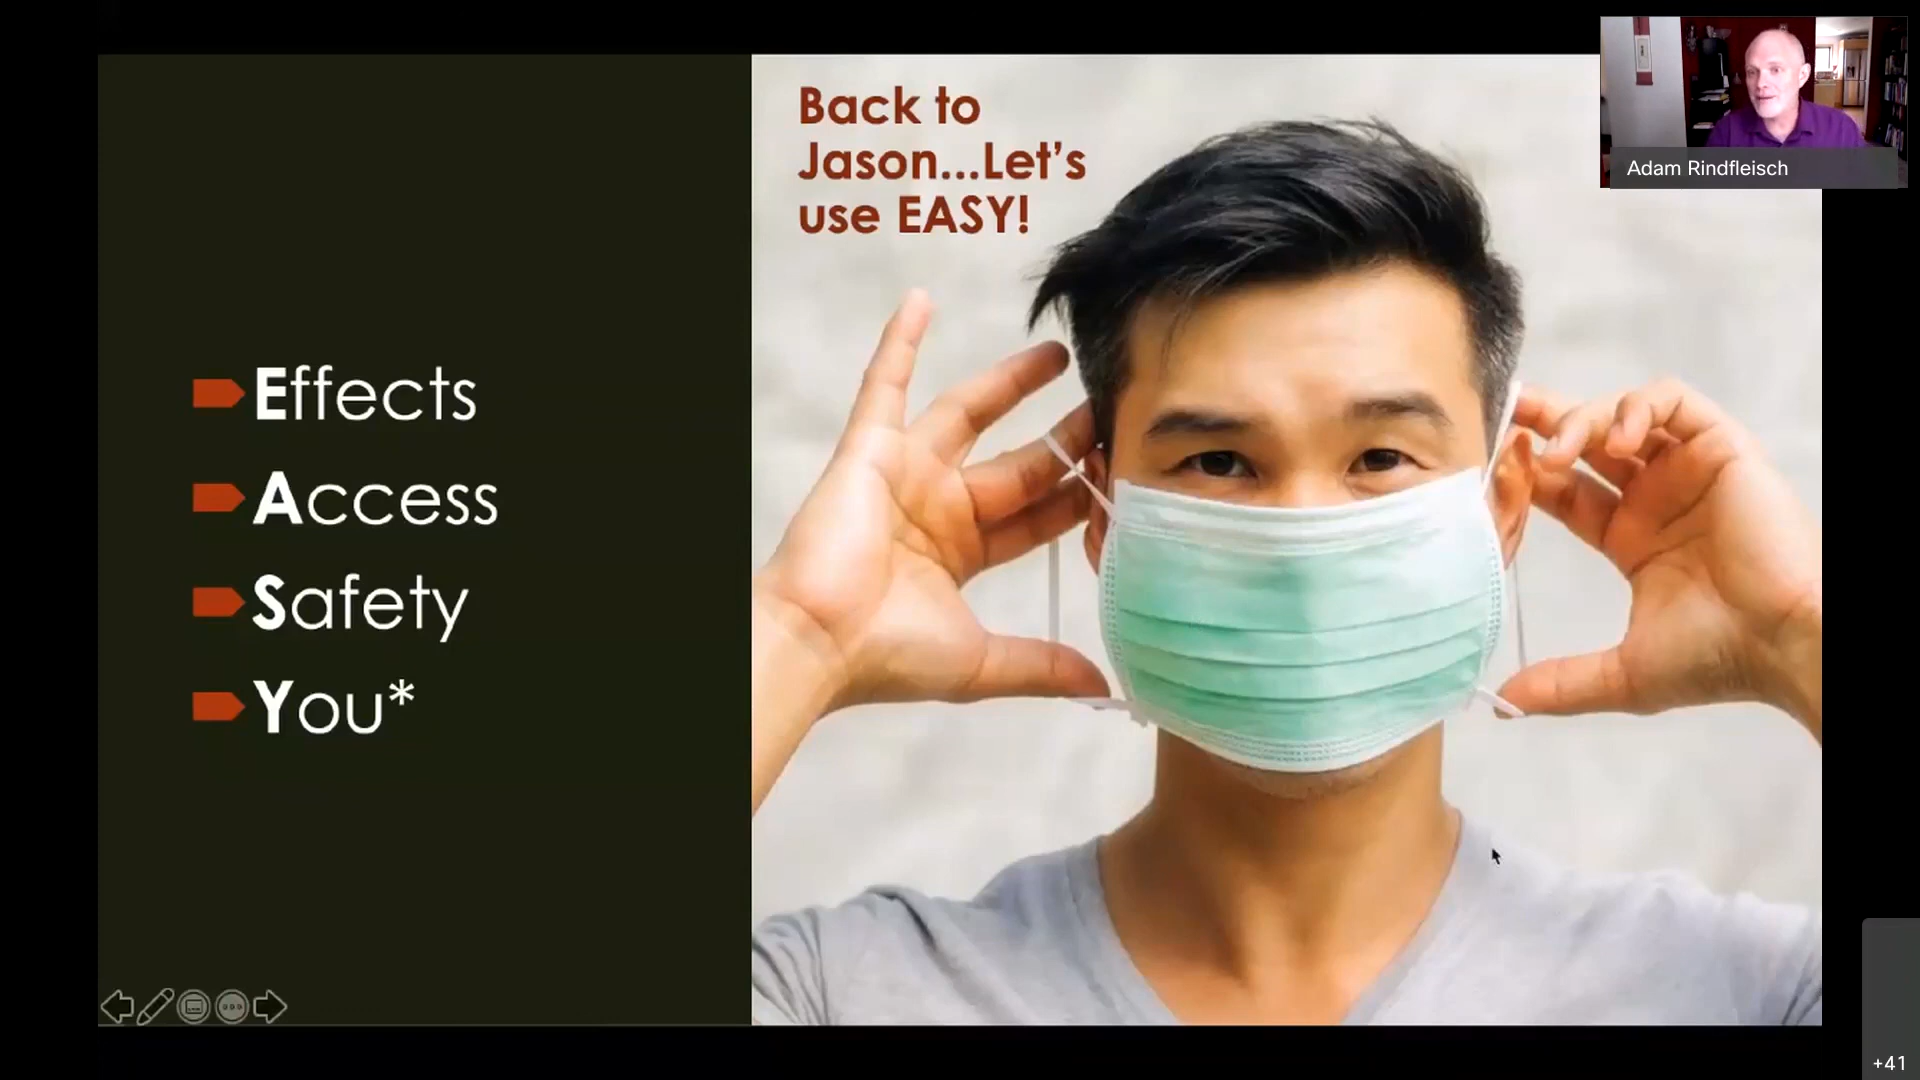 Back to
Jason...Let's
use EASY!
Effects
Access
Safety
You*
Adam Rindfleisch
+41